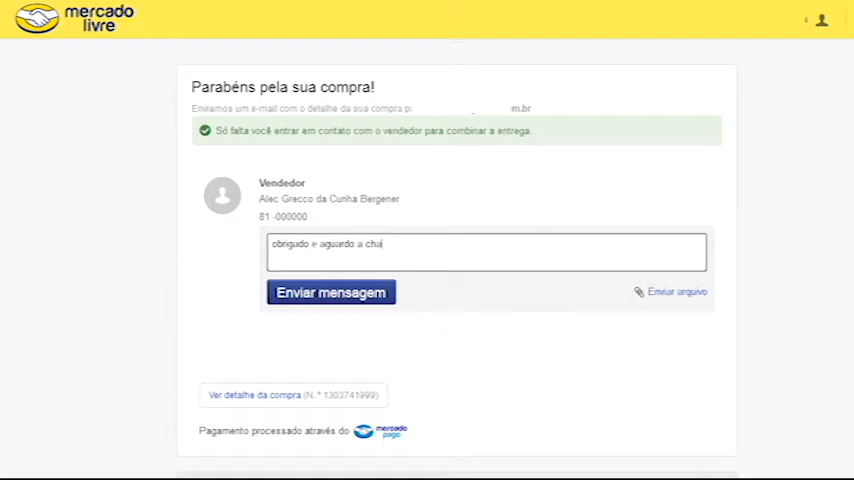 mercado
livre
Parabéns pela sua compra!
Enviamos um e-mail com o detalhe da sua compra m.br
Só falta você entrar em contato com o vendedor para combinar a entrega.
Vendedor
Alec Grecco da Cunha Bergener
81 -000000
obrigado e aguardo a cha
Enviar mensagem
Enviar arquivo
Ver detalhe da compra (N.° 1303741999)
Pagamento processado através do mercado
pago